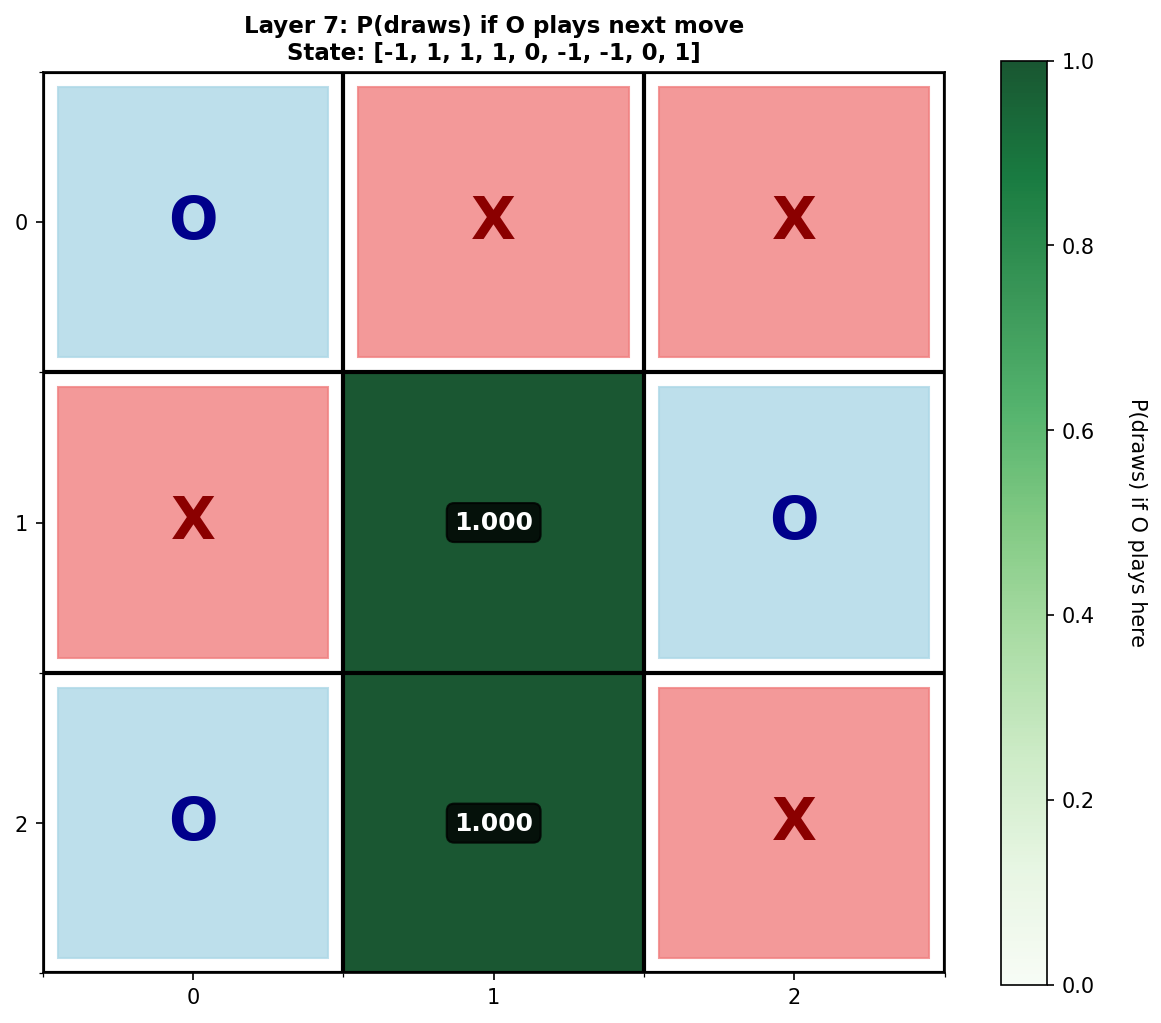 Layer 7: P(draws) if O plays next move
State: [-1, 1, 1, 1, 0, -1, -1, 0, 1]
O X X
X 1.000 O
O 1.000 X
0
1
2
0 1 2
1.0
0.8
0.6
0.4
0.2
0.0
P(draws) if O plays here